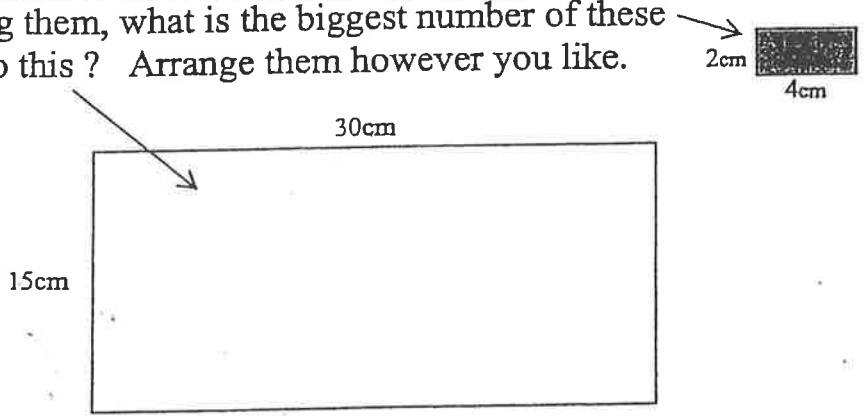 g them, what is the biggest number of these
this ? Arrange them however you like.
2cm
4cm
30cm
15cm